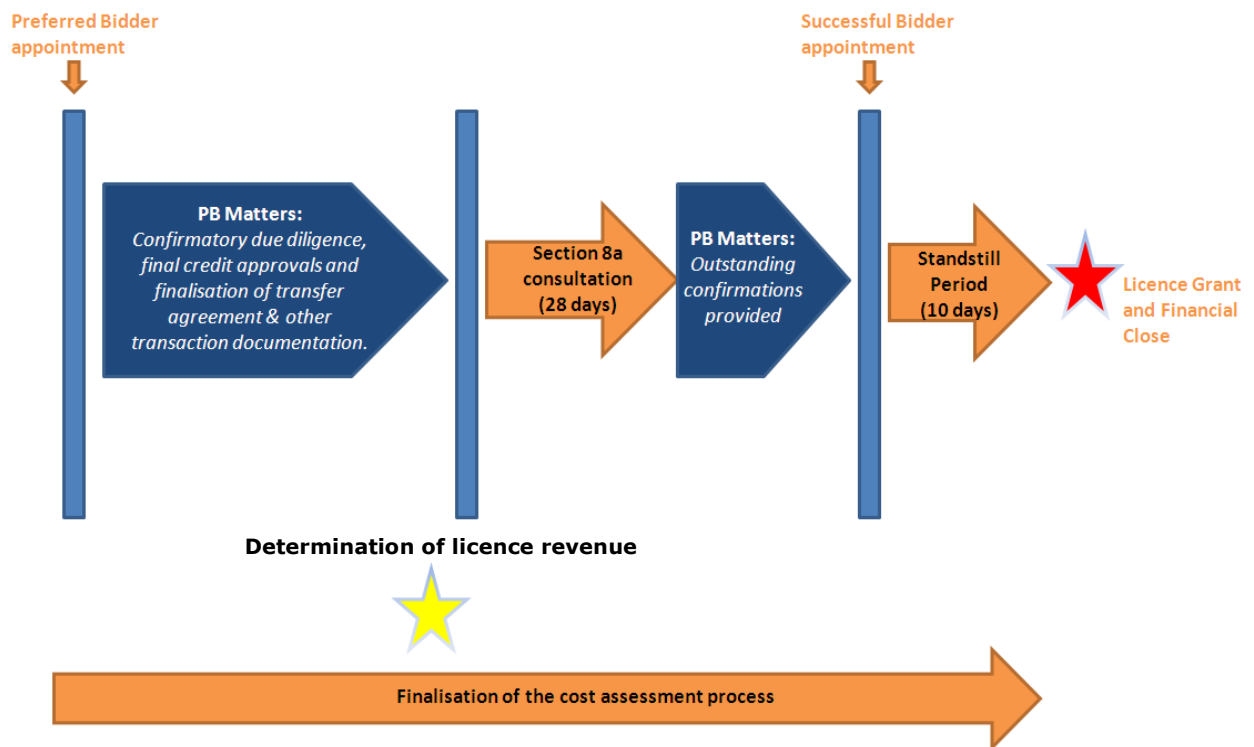 Preferred Bidder
appointment
Successful Bidder
appointment
PB Matters:
Confirmatory due diligence,
final credit approvals and
finalisation of transfer
agreement & other
transaction documentation.
Section 8a
consultation
(28 days)
PB Matters:
Outstanding
confirmations
provided
Standstill
Period
(10 days)
Licence Grant
and Financial
Close
Determination of licence revenue
Finalisation of the cost assessment process